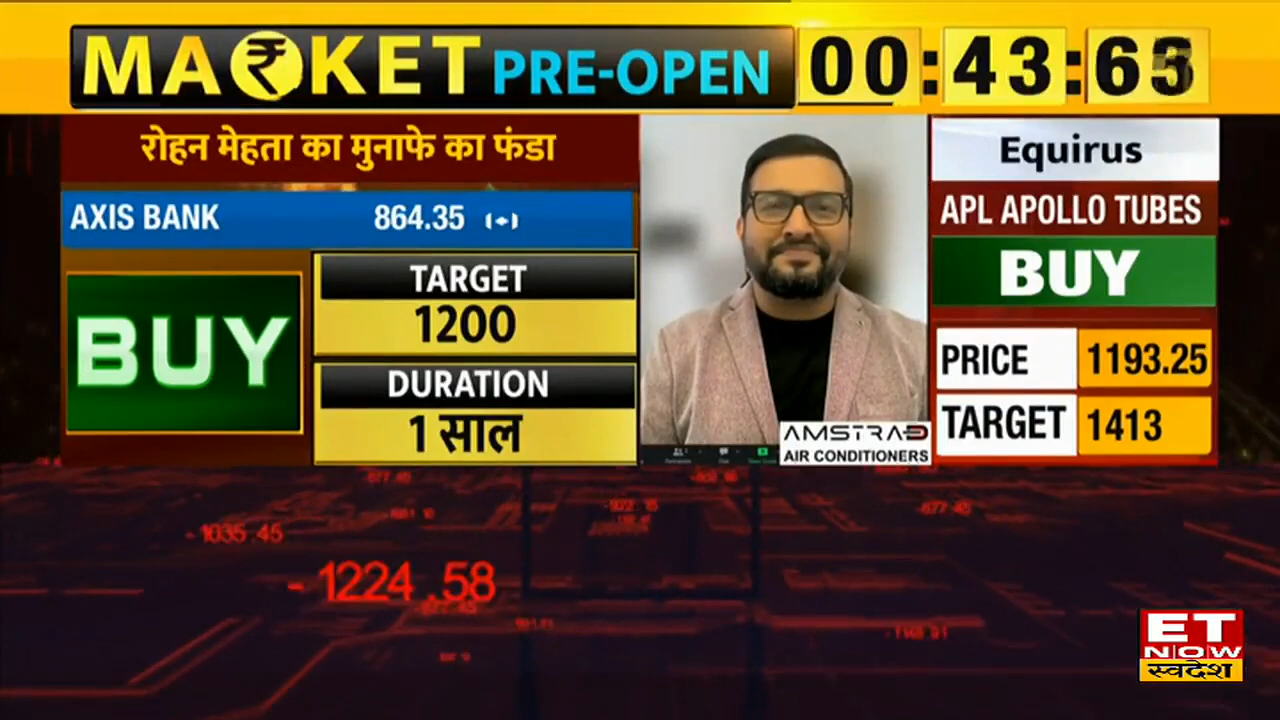 MA₹KET PRE-OPEN
00:43:6
रोहन मेहता का मुनाफे का फंडा
AXIS BANK 864.35
BUY
TARGET
1200
DURATION
1 साल
AMSTRAD
AIR CONDITIONERS
Equirus
APL APOLLO TUBES
BUY
PRICE 1193.25
TARGET 1413
-1035.45
-1224.58
ET
NOW
स्वदेश